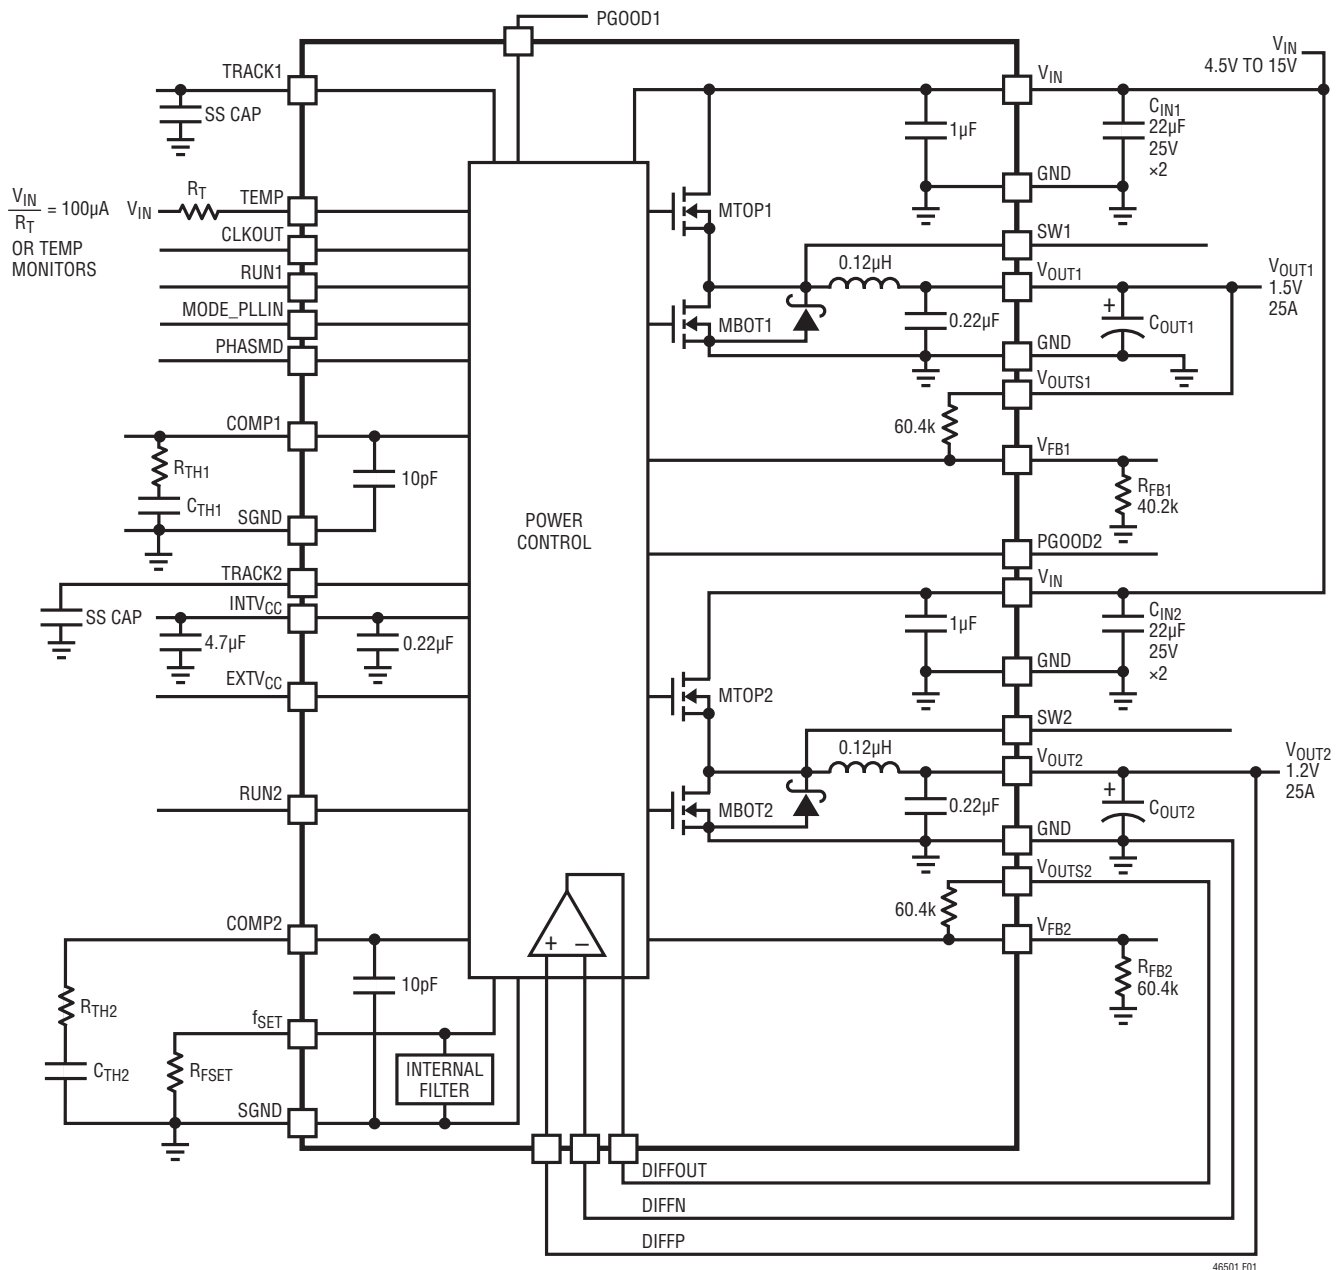 PGOOD1
TRACK1
SS CAP
V_IN
4.5V TO 15V
V_IN
1µF
C_IN1
22µF
25V
×2
GND
V_IN
R_T
= 100µA
OR TEMP
MONITORS
V_IN
R_T
TEMP
CLKOUT
RUN1
MODE_PLLIN
PHASMD
MTOP1
SW1
0.12µH
V_OUT1
V_OUT1
1.5V
25A
MBOT1
0.22µF
+
C_OUT1
GND
V_OUTS1
60.4k
V_FB1
R_FB1
40.2k
COMP1
R_TH1
C_TH1
10pF
SGND
POWER
CONTROL
PGOOD2
TRACK2
SS CAP
INTV_CC
4.7µF
0.22µF
EXTV_CC
V_IN
1µF
C_IN2
22µF
25V
×2
GND
MTOP2
SW2
0.12µH
V_OUT2
V_OUT2
1.2V
25A
RUN2
MBOT2
0.22µF
+
C_OUT2
GND
V_OUTS2
60.4k
V_FB2
R_FB2
60.4k
+ −
COMP2
R_TH2
C_TH2
10pF
f_SET
R_FSET
INTERNAL
FILTER
SGND
DIFFOUT
DIFFN
DIFFP
46501 F01